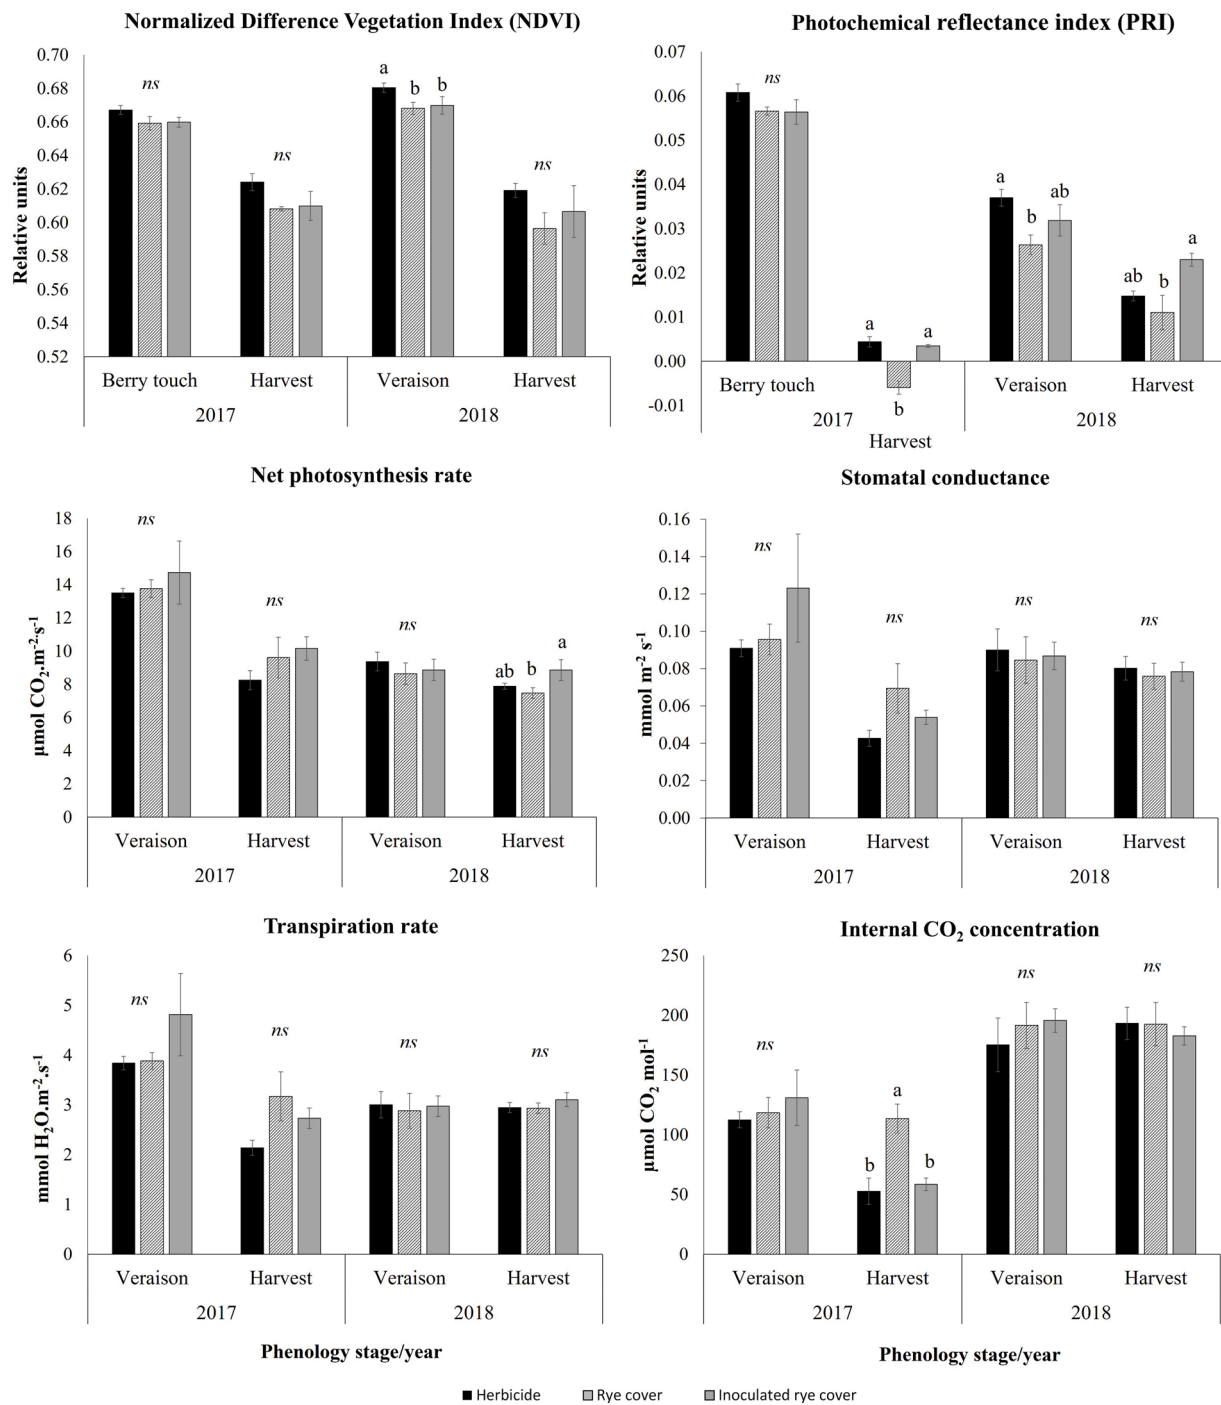 Normalized Difference Vegetation Index (NDVI)
0.70
0.68
0.66
0.64
0.62
0.60
0.58
0.56
0.54
0.52
Relative units
ns
ns
a
b
b
ns
Berry touch
Harvest
Veraison
Harvest
2017
2018
Photochemical reflectance index (PRI)
0.07
0.06
0.05
0.04
0.03
0.02
0.01
0.00
-0.01
Relative units
ns
a
b
a
a
b
ab
ab
b
a
Berry touch
Veraison
Harvest
2017
2018
Harvest
Net photosynthesis rate
18
16
14
12
10
8
6
4
2
0
µmol CO₂.m⁻²·s⁻¹
ns
ns
ns
ab
b
a
Veraison
Harvest
Veraison
Harvest
2017
2018
Stomatal conductance
0.16
0.14
0.12
0.10
0.08
0.06
0.04
0.02
0.00
mmol m⁻² s⁻¹
ns
ns
ns
ns
Veraison
Harvest
Veraison
Harvest
2017
2018
Transpiration rate
6
5
4
3
2
1
0
mmol H₂O.m⁻².s⁻¹
ns
ns
ns
ns
Veraison
Harvest
Veraison
Harvest
2017
2018
Phenology stage/year
Internal CO₂ concentration
250
200
150
100
50
0
µmol CO₂ mol⁻¹
ns
b
a
b
ns
ns
Veraison
Harvest
Veraison
Harvest
2017
2018
Phenology stage/year
Herbicide
Rye cover
Inoculated rye cover